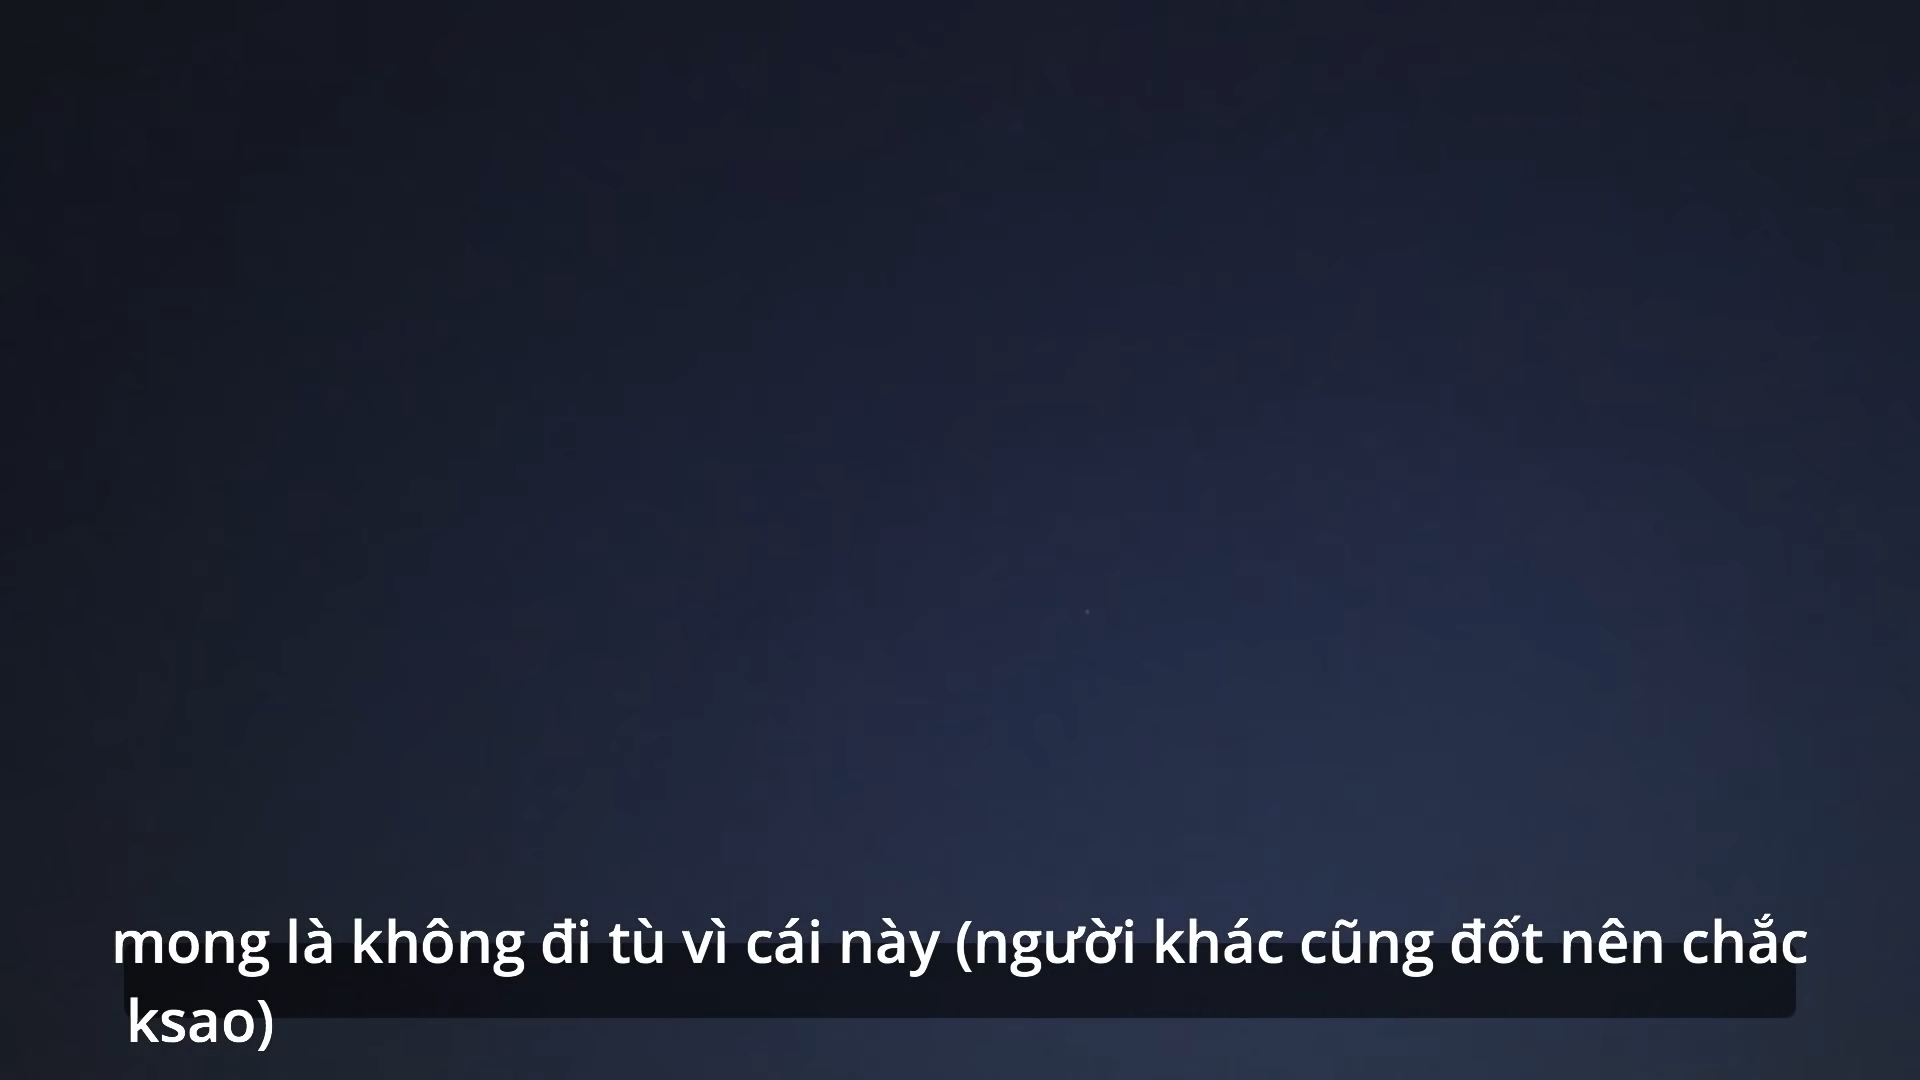 mong là không đi tù vì cái này (người khác cũng đốt nên chắc
ksao)